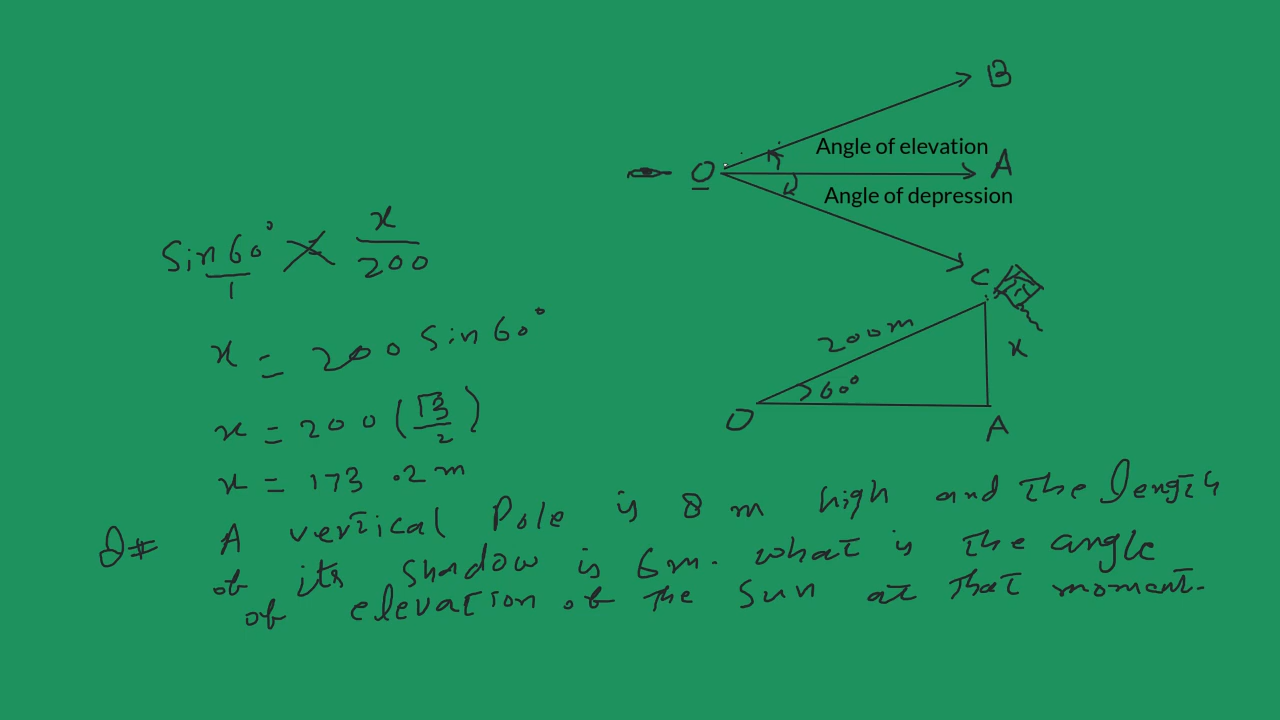 B
Angle of elevation
O A
Angle of depression
C
Sin 60° / 1 x / 200
200m
x
60°
O
A
x = 200 Sin 60°
x = 200 (√3 / 2)
x = 173.2 m
Q# A vertical Pole is 8 m high and the length
of its shadow is 6m. what is the angle
of elevation of the Sun at that moment.